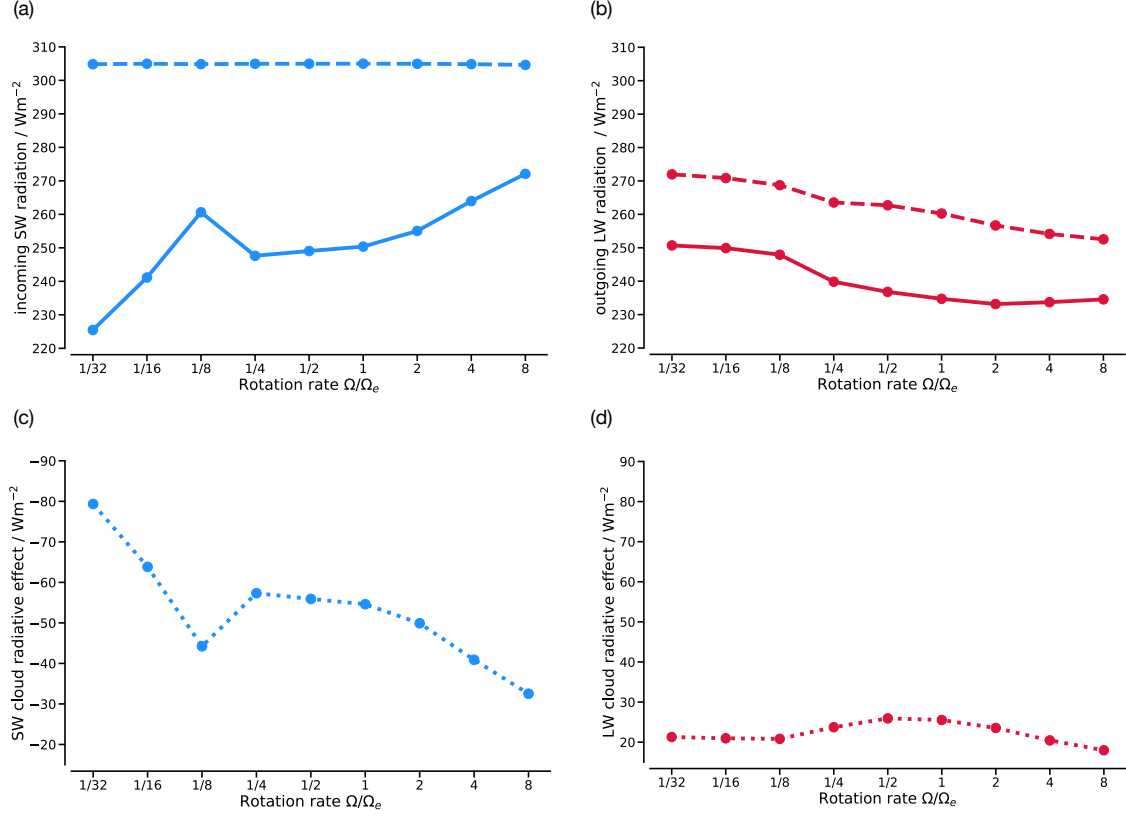 (a)
310
300
290
280
270
260
250
240
230
220
incoming SW radiation / Wm⁻²
1/32 1/16 1/8 1/4 1/2 1 2 4 8
Rotation rate Ω/Ωₑ
(b)
310
300
290
280
270
260
250
240
230
220
outgoing LW radiation / Wm⁻²
1/32 1/16 1/8 1/4 1/2 1 2 4 8
Rotation rate Ω/Ωₑ
(c)
−90
−80
−70
−60
−50
−40
−30
−20
SW cloud radiative effect / Wm⁻²
1/32 1/16 1/8 1/4 1/2 1 2 4 8
Rotation rate Ω/Ωₑ
(d)
90
80
70
60
50
40
30
20
LW cloud radiative effect / Wm⁻²
1/32 1/16 1/8 1/4 1/2 1 2 4 8
Rotation rate Ω/Ωₑ